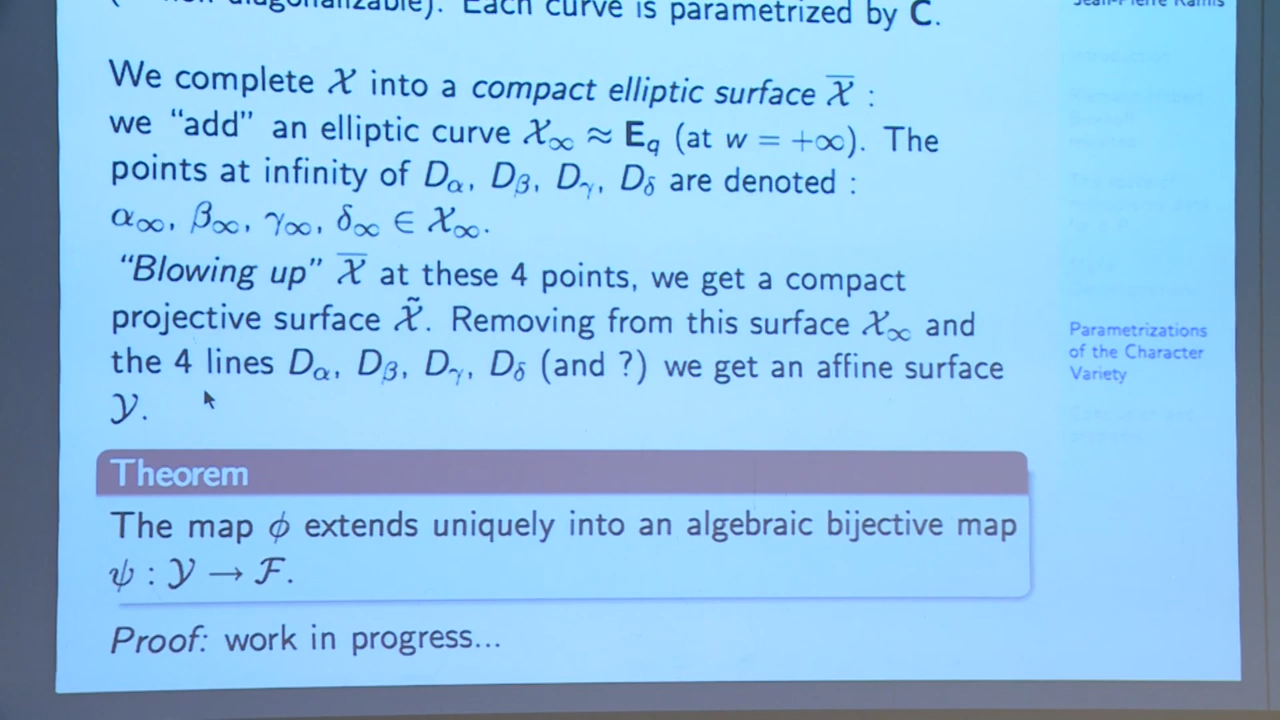 non diagonalizable). Each curve is parametrized by C.
Jean-Pierre Ramis
We complete 𝒳 into a compact elliptic surface 𝒳̅ :
we “add” an elliptic curve 𝒳∞ ≈ E_q (at w = +∞). The
points at infinity of D_α, D_β, D_γ, D_δ are denoted :
α∞, β∞, γ∞, δ∞ ∈ 𝒳∞.
“Blowing up” 𝒳̅ at these 4 points, we get a compact
projective surface 𝒳̃. Removing from this surface 𝒳∞ and
the 4 lines D_α, D_β, D_γ, D_δ (and ?) we get an affine surface
𝒴.
Parametrizations
of the Character
Variety
Theorem
The map ϕ extends uniquely into an algebraic bijective map
ψ : 𝒴 → ℱ.
Proof: work in progress...